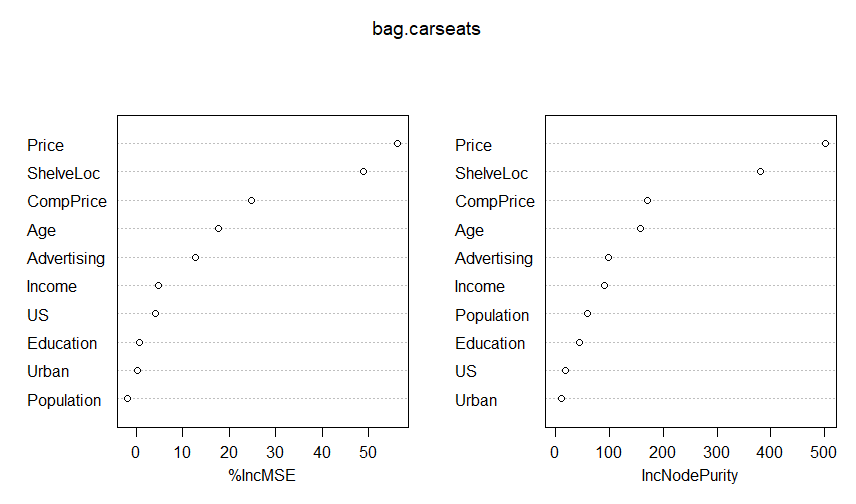 bag.carseats
Price
ShelveLoc
CompPrice
Age
Advertising
Income
US
Education
Urban
Population
0 10 20 30 40 50
%IncMSE
Price
ShelveLoc
CompPrice
Age
Advertising
Income
Population
Education
US
Urban
0 100 200 300 400 500
IncNodePurity